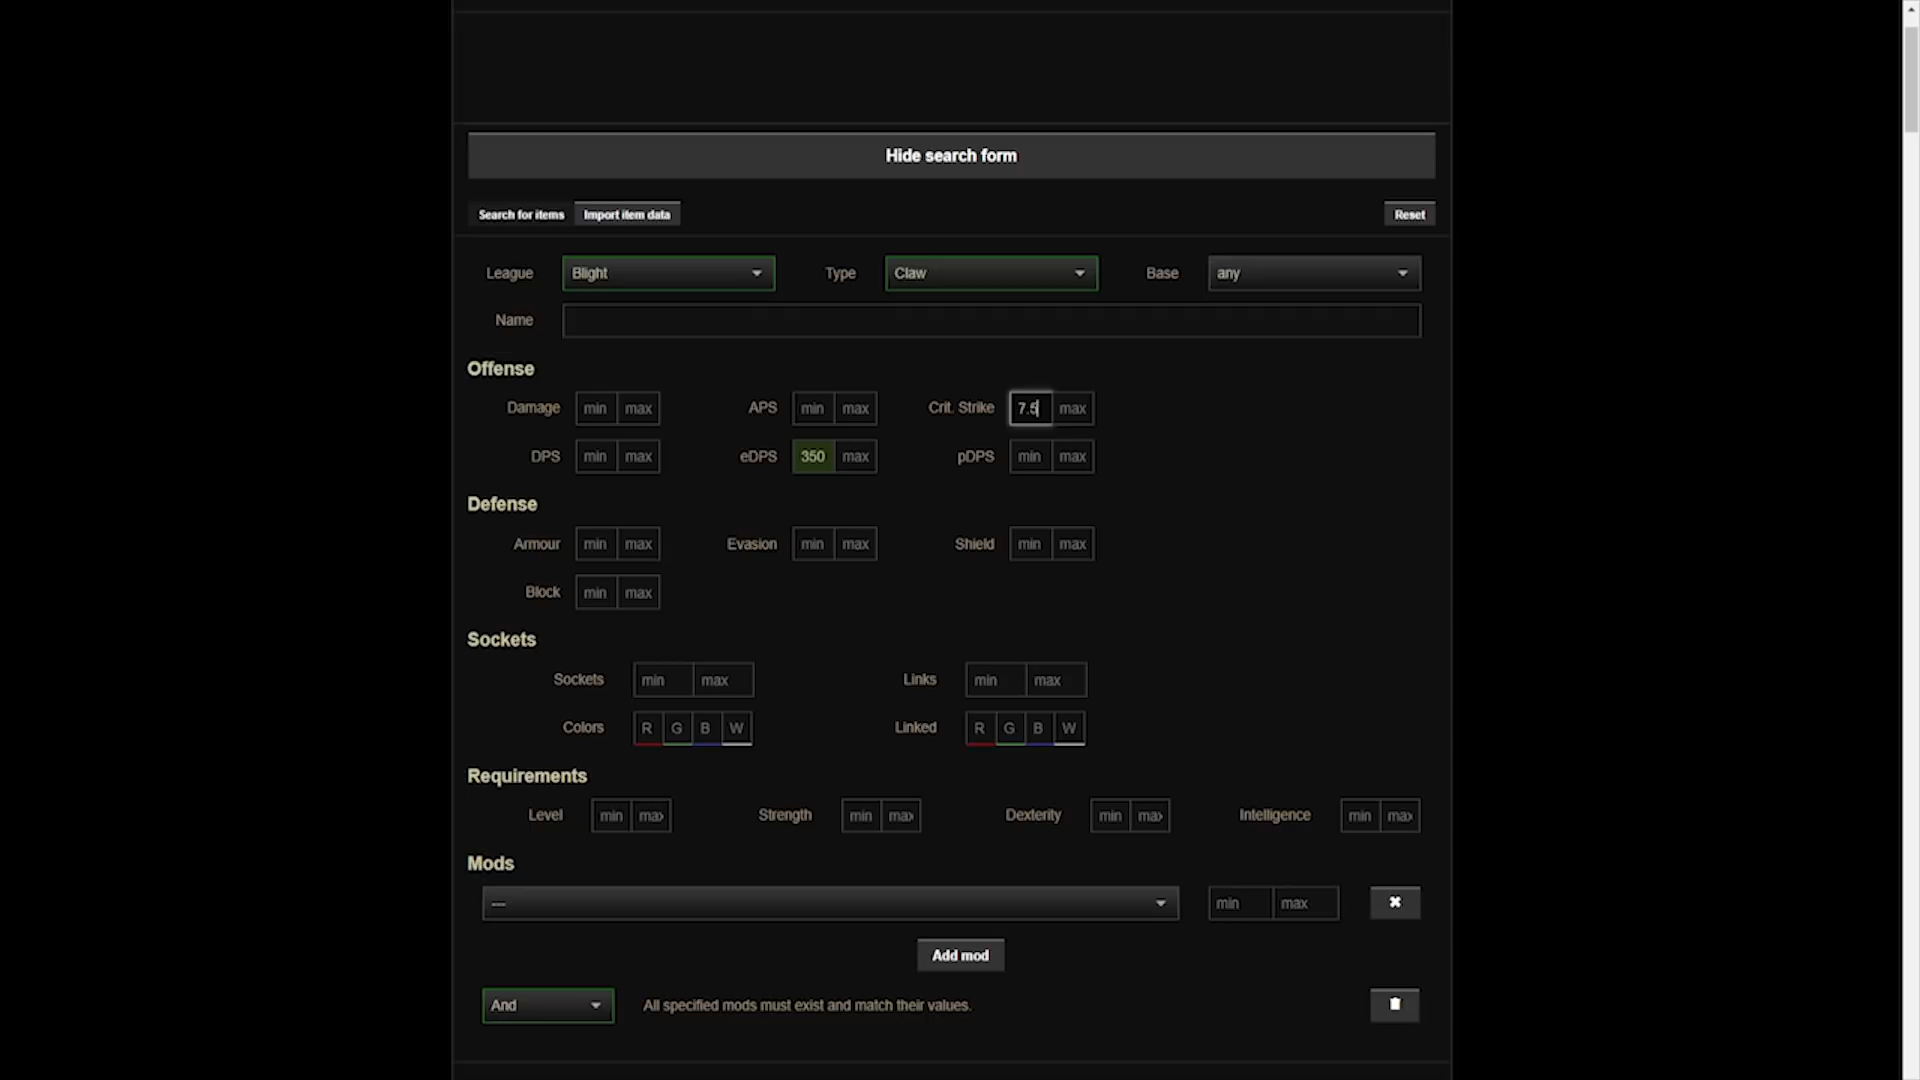 Hide search form
Search for items Import item data Reset
League Blight Type Claw Base any
Name
Offense
Damage min max APS min max Crit. Strike 7.5 max
DPS min max eDPS 350 max pDPS min max
Defense
Armour min max Evasion min max Shield min max
Block min max
Sockets
Sockets min max Links min max
Colors R G B W Linked R G B W
Requirements
Level min max Strength min max Dexterity min max Intelligence min max
Mods
--- min max
Add mod
And All specified mods must exist and match their values.